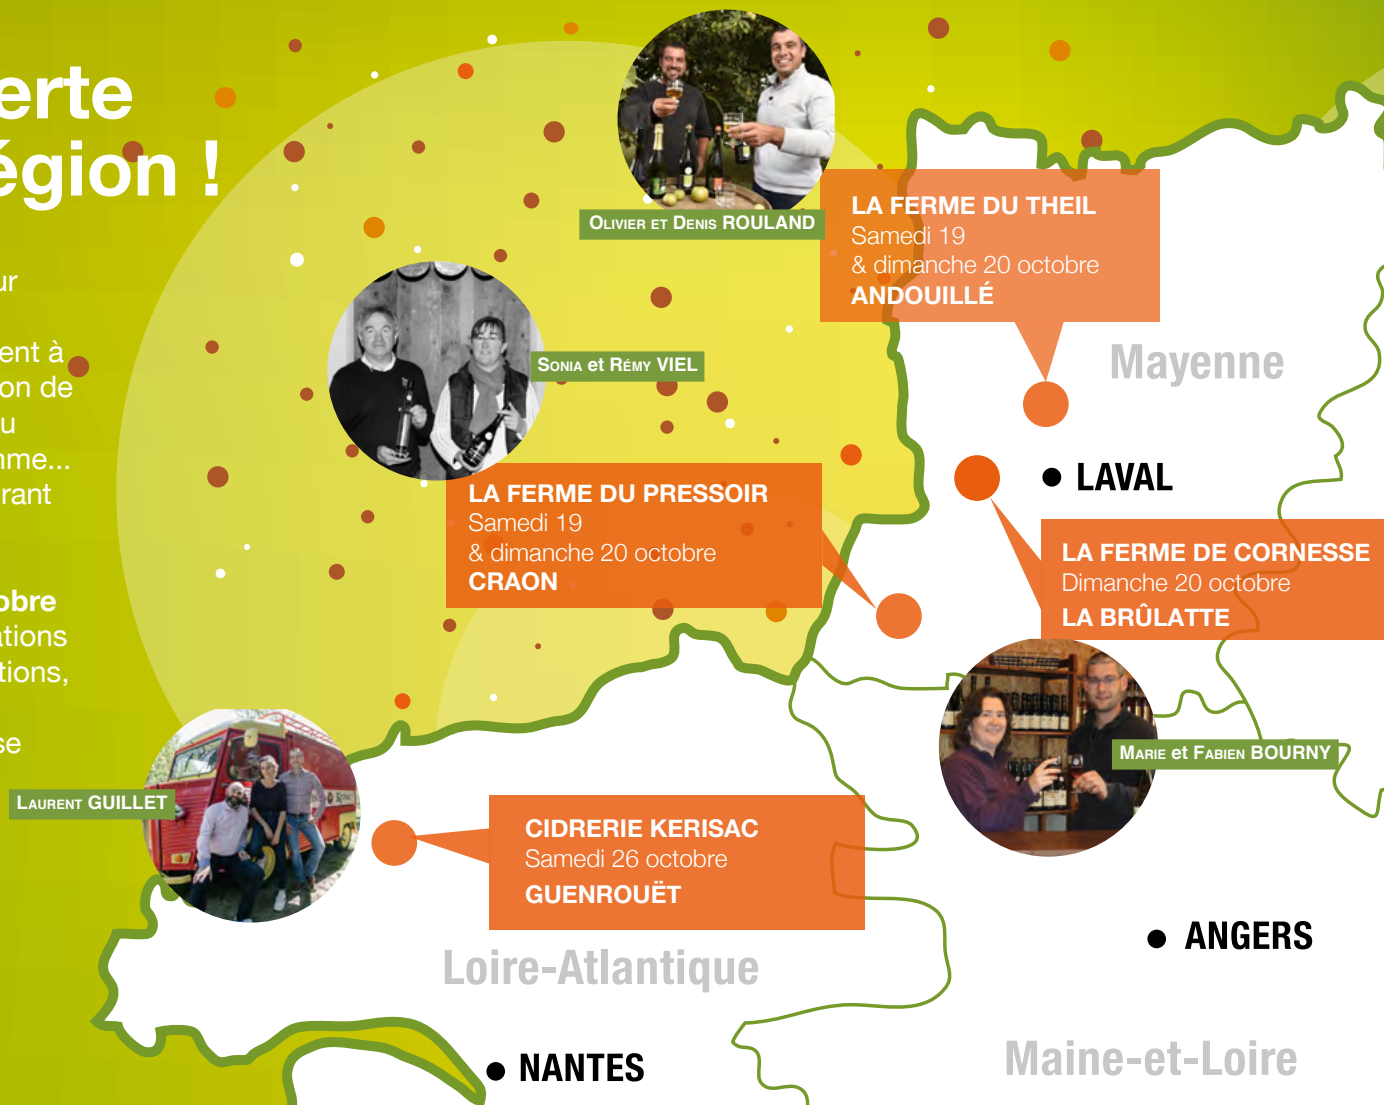 erte
égion !
ur
ent à
on de
u
nme...
rant
obre
ations
tions,
se
OLIVIER ET DENIS ROULAND
LA FERME DU THEIL
Samedi 19
& dimanche 20 octobre
ANDOUILLÉ
SONIA et RÉMY VIEL
Mayenne
LAVAL
LA FERME DU PRESSOIR
Samedi 19
& dimanche 20 octobre
CRAON
LA FERME DE CORNESSE
Dimanche 20 octobre
LA BRÛLATTE
MARIE et FABIEN BOURNY
LAURENT GUILLET
CIDRERIE KERISAC
Samedi 26 octobre
GUENROUËT
Loire-Atlantique
ANGERS
NANTES
Maine-et-Loire